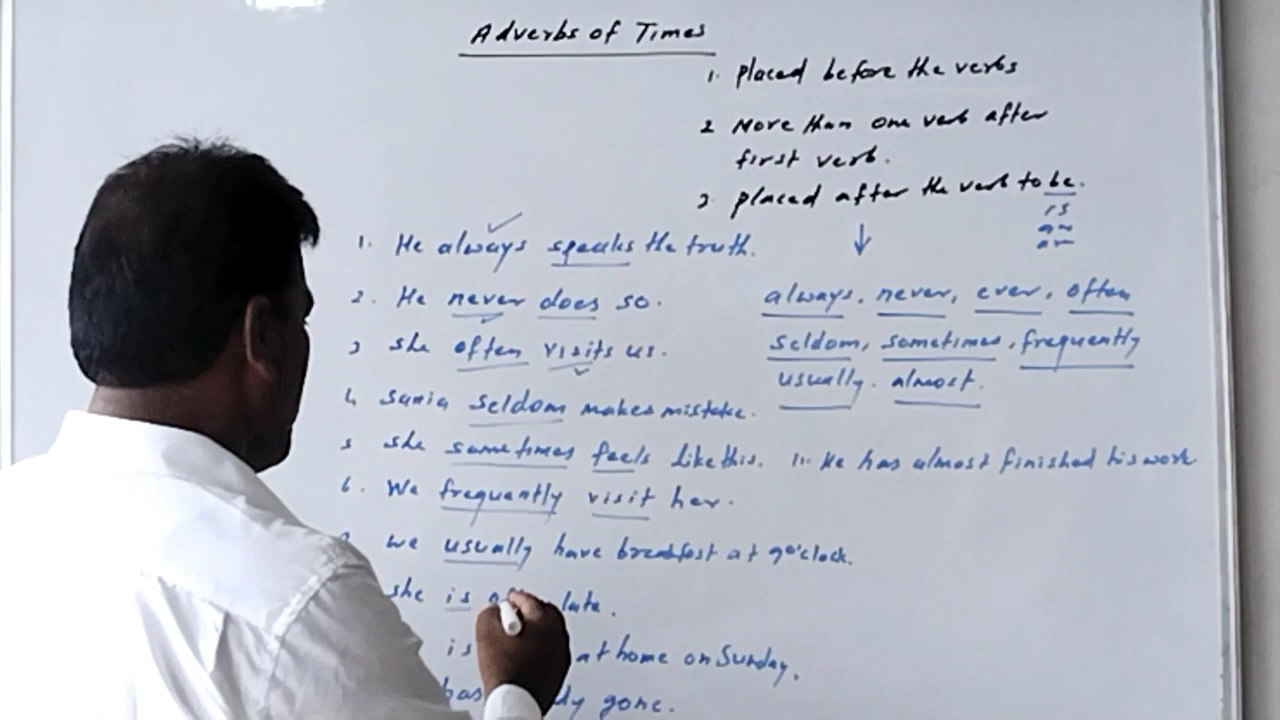 Adverbs of Times
1. Placed before the verbs
2 More than one verb after
first verb.
3 Placed after the verb to be.
is
1. He always speaks the truth.
2. He never does so.
3 she often visits us.
4 Sania seldom makes mistake.
5 she sometimes feels like this.
6. We frequently visit her.
we usually have breakfast at 9o'clock.
she is late.
is at home on Sunday.
has gone.
always, never, ever, often
seldom, sometimes, frequently
usually. almost.
11. He has almost finished his work